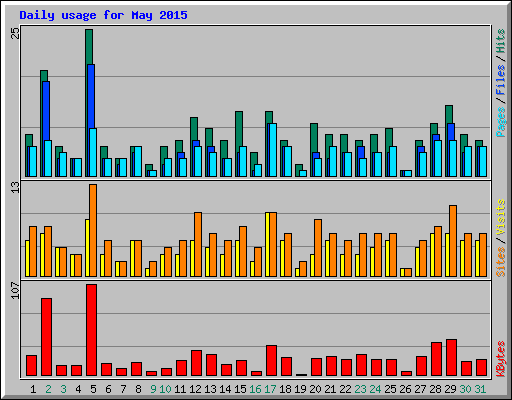 Daily usage for May 2015
25
Pages/Files/Hits
13
Sites/Visits
107
KBytes
1 2 3 4 5 6 7 8 9 10 11 12 13 14 15 16 17 18 19 20 21 22 23 24 25 26 27 28 29 30 31